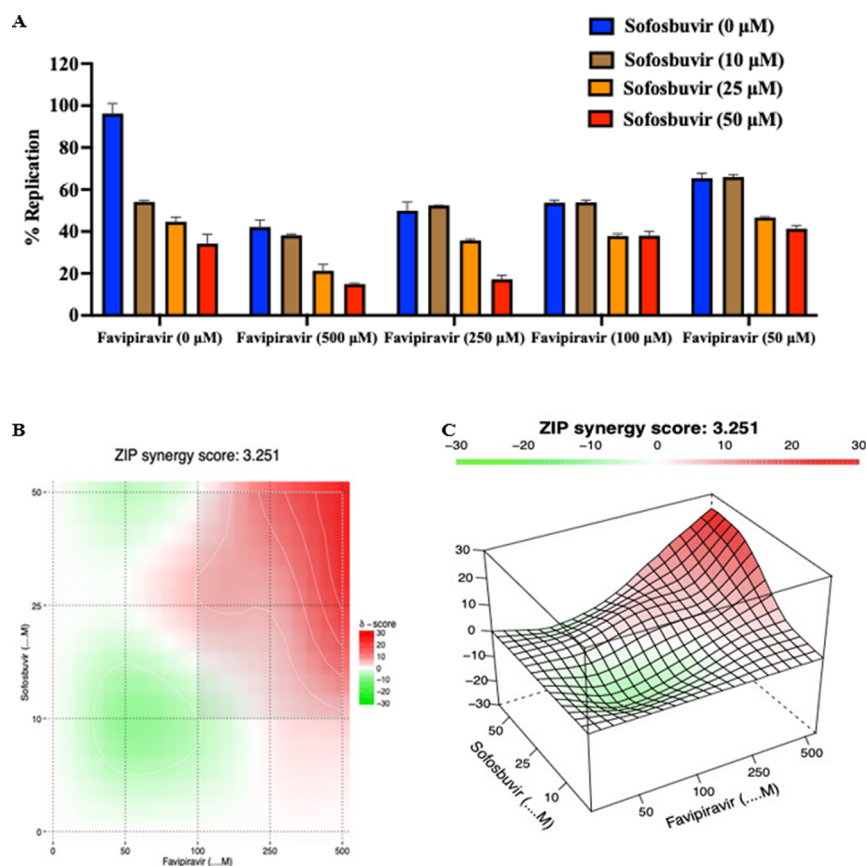 A
Sofosbuvir (0 µM)
Sofosbuvir (10 µM)
Sofosbuvir (25 µM)
Sofosbuvir (50 µM)
120
100
80
60
40
20
0
% Replication
Favipiravir (0 µM) Favipiravir (500 µM) Favipiravir (250 µM) Favipiravir (100 µM) Favipiravir (50 µM)
B
ZIP synergy score: 3.251
50
25
10
0
Sofosbuvir (....M)
0 50 100 250 500
Favipiravir (....M)
δ - score
30
20
10
0
-10
-20
-30
C
ZIP synergy score: 3.251
-30 -20 -10 0 10 20 30
30
20
10
0
-10
-20
-30
50
25
10
Sofosbuvir (....M)
50 100 250 500
Favipiravir (....M)